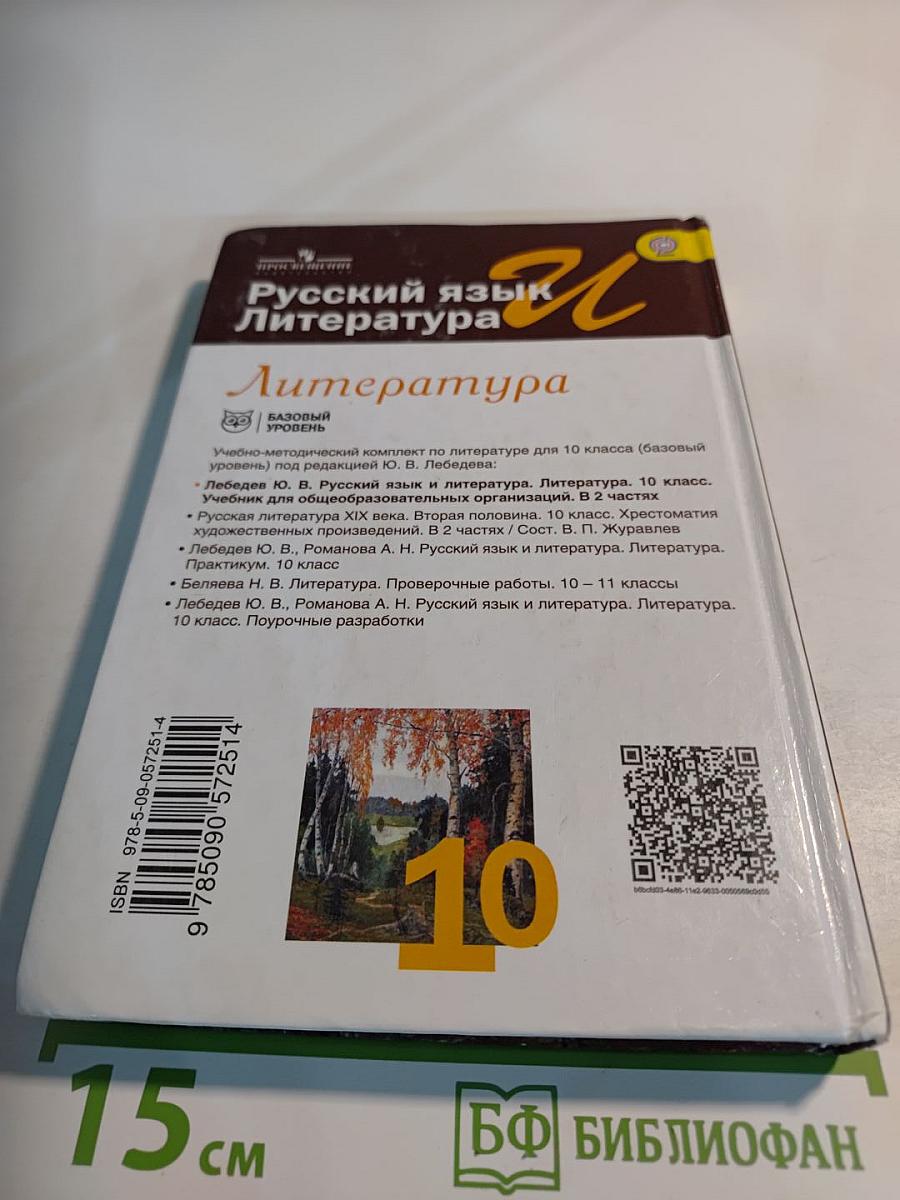 ПРОСВЕЩЕНИЕ
Русский язык И
Литература
Литература
БАЗОВЫЙ
УРОВЕНЬ
Учебно-методический комплект по литературе для 10 класса (базовый
уровень) под редакцией Ю. В. Лебедева:
• Лебедев Ю. В. Русский язык и литература. Литература. 10 класс.
Учебник для общеобразовательных организаций. В 2 частях
• Русская литература XIX века. Вторая половина. 10 класс. Хрестоматия
художественных произведений. В 2 частях / Сост. В. П. Журавлев
• Лебедев Ю. В., Романова А. Н. Русский язык и литература. Литература.
Практикум. 10 класс
• Беляева Н. В. Литература. Проверочные работы. 10 – 11 классы
• Лебедев Ю. В., Романова А. Н. Русский язык и литература. Литература.
10 класс. Поурочные разработки
ISBN 978-5-09-057251-4
9 785090 572514
10
15 см
БФ БИБЛИОФАН